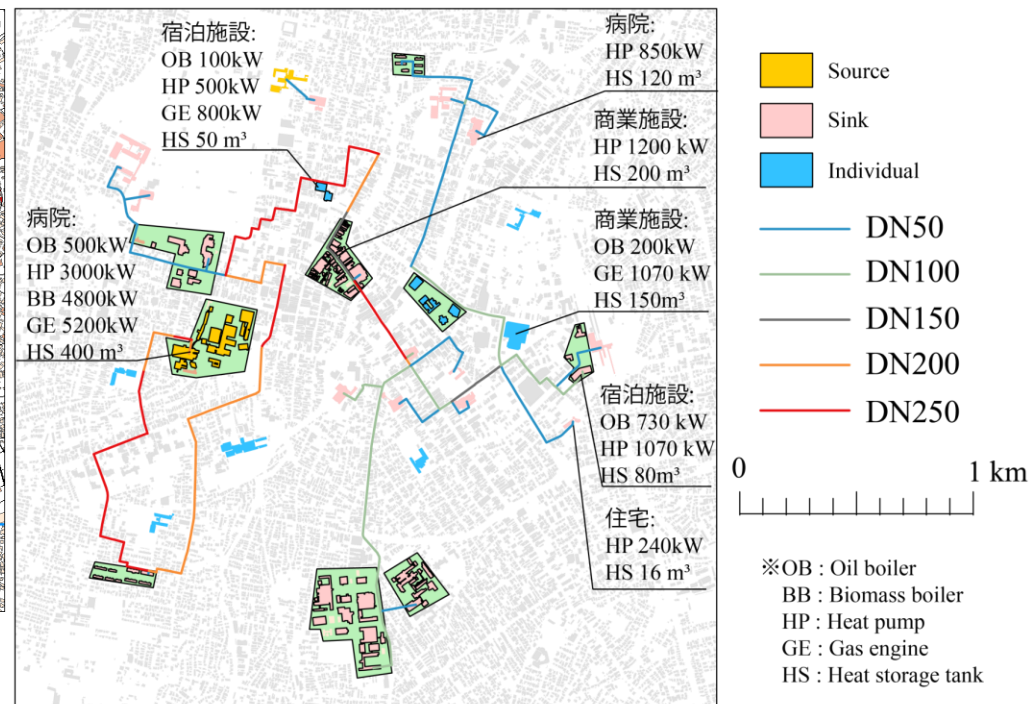 宿泊施設:
OB 100kW
HP 500kW
GE 800kW
HS 50 m³
病院:
HP 850kW
HS 120 m³
商業施設:
HP 1200 kW
HS 200 m³
商業施設:
OB 200kW
GE 1070 kW
HS 150m³
病院:
OB 500kW
HP 3000kW
BB 4800kW
GE 5200kW
HS 400 m³
宿泊施設:
OB 730 kW
HP 1070 kW
HS 80m³
住宅:
HP 240kW
HS 16 m³
Source
Sink
Individual
DN50
DN100
DN150
DN200
DN250
0 1 km
※OB : Oil boiler
BB : Biomass boiler
HP : Heat pump
GE : Gas engine
HS : Heat storage tank